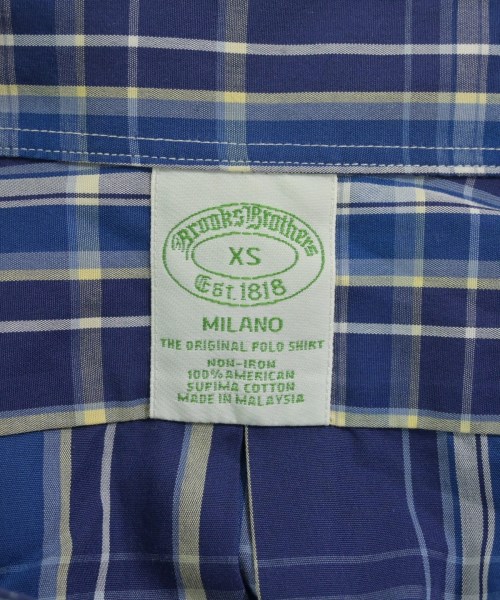 Brooks Brothers
XS
Est. 1818
MILANO
THE ORIGINAL POLO SHIRT
NON-IRON
100% AMERICAN
SUPIMA COTTON
MADE IN MALAYSIA